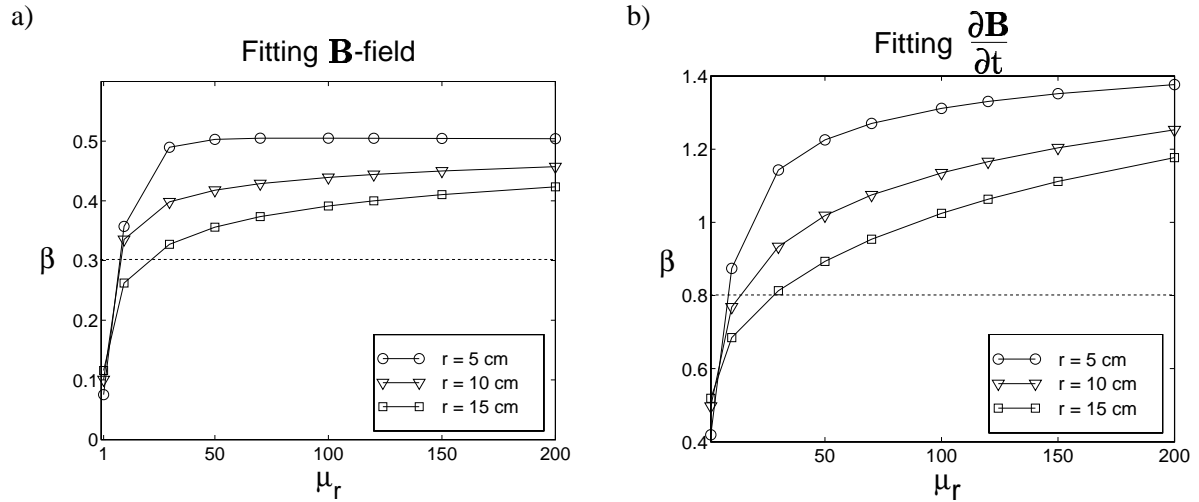 a)
Fitting B-field
0.5
0.4
0.3
β
0.2
0.1
0
1
50
100
150
200
μr
r = 5 cm
r = 10 cm
r = 15 cm
b)
Fitting ∂B
∂t
1.4
1.2
1
β
0.8
0.6
0.4
50
100
150
200
μr
r = 5 cm
r = 10 cm
r = 15 cm